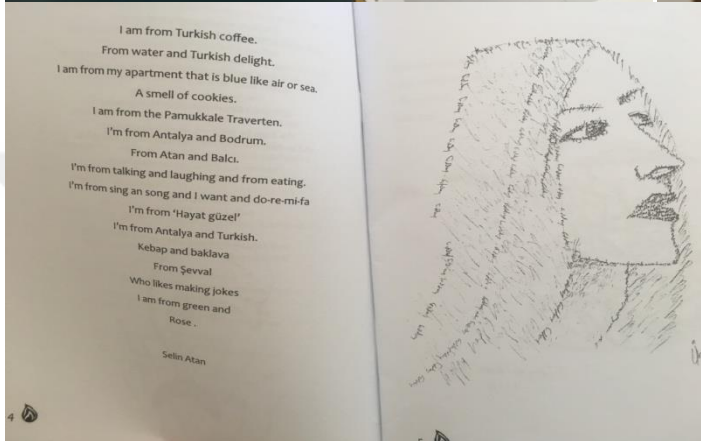 I am from Turkish coffee.
From water and Turkish delight.
I am from my apartment that is blue like air or sea.
A smell of cookies.
I am from the Pamukkale Traverten.
I'm from Antalya and Bodrum.
From Atan and Balcı.
I'm from talking and laughing and from eating.
I'm from sing an song and I want and do-re-mi-fa
I'm from 'Hayat güzel'
I'm from Antalya and Turkish.
Kebap and baklava
From Şevval
Who likes making jokes
I am from green and
Rose .
Selin Atan
4